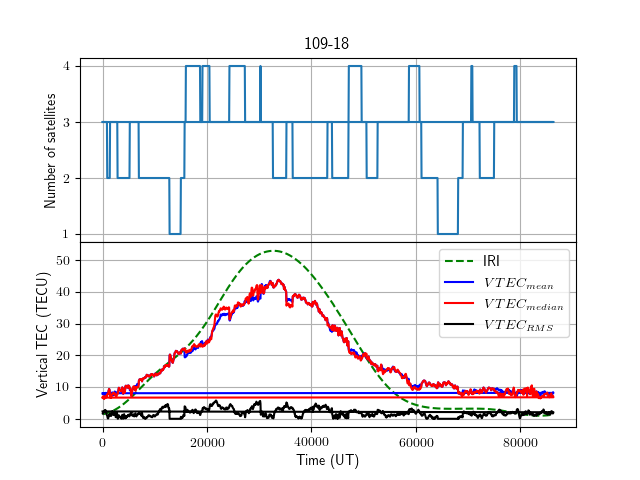 109-18
Number of satellites
4
3
2
1
Vertical TEC (TECU)
50
40
30
20
10
0
IRI
VTEC_mean
VTEC_median
VTEC_RMS
0
20000
40000
60000
80000
Time (UT)